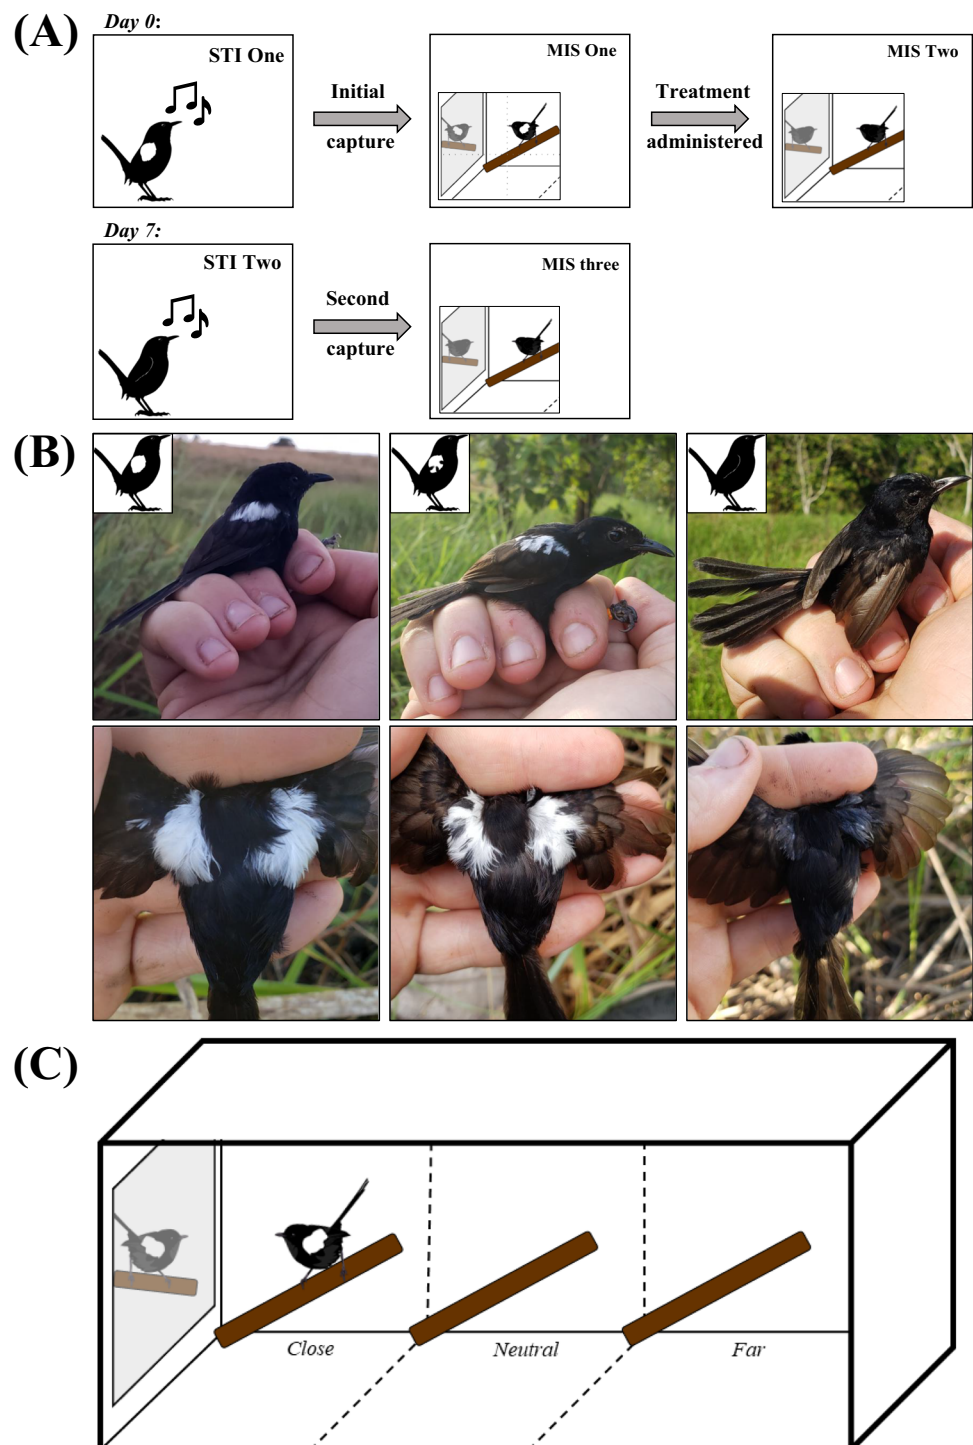 (A)
Day 0:
STI One
Initial
capture
MIS One
Treatment
administered
MIS Two
Day 7:
STI Two
Second
capture
MIS three
(B)
(C)
Close
Neutral
Far